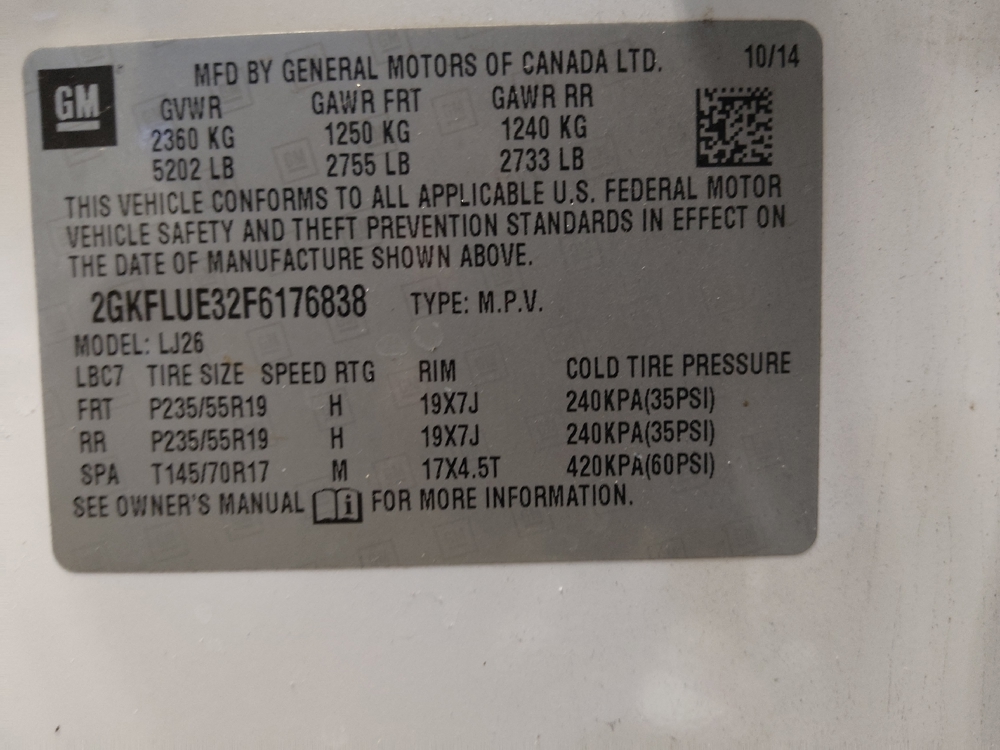 GM
MFD BY GENERAL MOTORS OF CANADA LTD. 10/14
GVWR GAWR FRT GAWR RR
2360 KG 1250 KG 1240 KG
5202 LB 2755 LB 2733 LB
THIS VEHICLE CONFORMS TO ALL APPLICABLE U.S. FEDERAL MOTOR
VEHICLE SAFETY AND THEFT PREVENTION STANDARDS IN EFFECT ON
THE DATE OF MANUFACTURE SHOWN ABOVE.
2GKFLUE32F6176838 TYPE: M.P.V.
MODEL: LJ26
LBC7 TIRE SIZE SPEED RTG RIM COLD TIRE PRESSURE
FRT P235/55R19 H 19X7J 240KPA(35PSI)
RR P235/55R19 H 19X7J 240KPA(35PSI)
SPA T145/70R17 M 17X4.5T 420KPA(60PSI)
SEE OWNER'S MANUAL i FOR MORE INFORMATION.